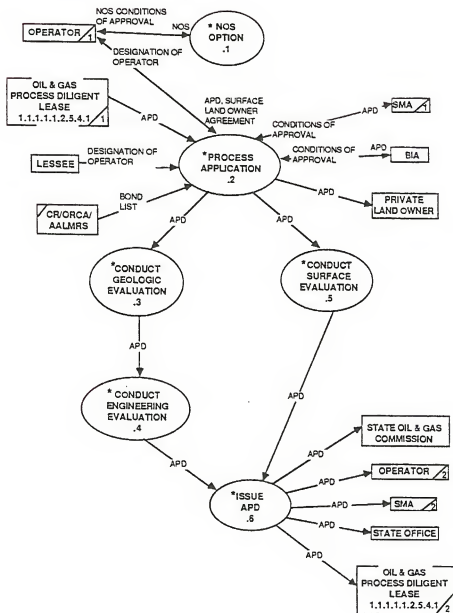 NOS CONDITIONS
OF APPROVAL
NOS
OPERATOR 1
* NOS
OPTION
.1
DESIGNATION OF
OPERATOR
OIL & GAS
PROCESS DILIGENT
LEASE
1.1.1.1.1.2.5.4.1 1
APD
APD, SURFACE
LAND OWNER
AGREEMENT
CONDITIONS OF
APPROVAL
APD
SMA 1
LESSEE
DESIGNATION OF
OPERATOR
*PROCESS
APPLICATION
.2
CONDITIONS OF
APPROVAL
APD
BIA
CR/ORCA/
AALMRS
BOND
LIST
APD
PRIVATE
LAND OWNER
APD
APD
*CONDUCT
GEOLOGIC
EVALUATION
.3
*CONDUCT
SURFACE
EVALUATION
.5
APD
* CONDUCT
ENGINEERING
EVALUATION
.4
APD
APD
*ISSUE
APD
.6
APD
STATE OIL & GAS
COMMISSION
APD
OPERATOR 2
APD
SMA 2
APD
STATE OFFICE
APD
OIL & GAS
PROCESS DILIGENT
LEASE
1.1.1.1.1.2.5.4.1 2